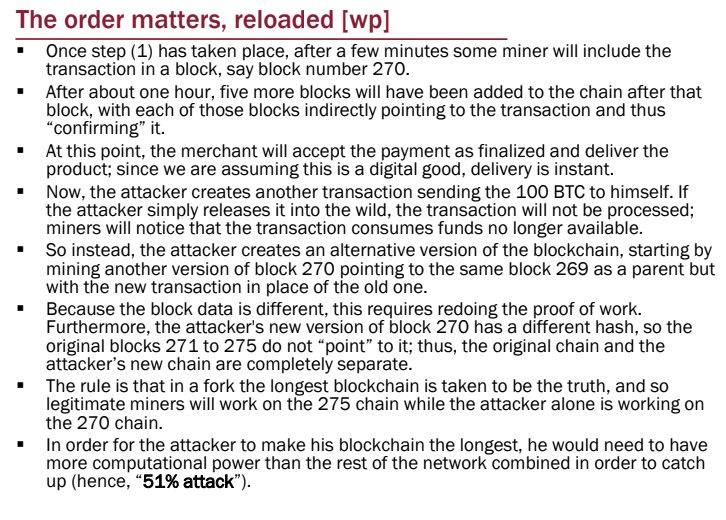 The order matters, reloaded [wp]
▪ Once step (1) has taken place, after a few minutes some miner will include the
transaction in a block, say block number 270.
▪ After about one hour, five more blocks will have been added to the chain after that
block, with each of those blocks indirectly pointing to the transaction and thus
“confirming” it.
▪ At this point, the merchant will accept the payment as finalized and deliver the
product; since we are assuming this is a digital good, delivery is instant.
▪ Now, the attacker creates another transaction sending the 100 BTC to himself. If
the attacker simply releases it into the wild, the transaction will not be processed;
miners will notice that the transaction consumes funds no longer available.
▪ So instead, the attacker creates an alternative version of the blockchain, starting by
mining another version of block 270 pointing to the same block 269 as a parent but
with the new transaction in place of the old one.
▪ Because the block data is different, this requires redoing the proof of work.
Furthermore, the attacker's new version of block 270 has a different hash, so the
original blocks 271 to 275 do not “point” to it; thus, the original chain and the
attacker’s new chain are completely separate.
▪ The rule is that in a fork the longest blockchain is taken to be the truth, and so
legitimate miners will work on the 275 chain while the attacker alone is working on
the 270 chain.
▪ In order for the attacker to make his blockchain the longest, he would need to have
more computational power than the rest of the network combined in order to catch
up (hence, “51% attack”).